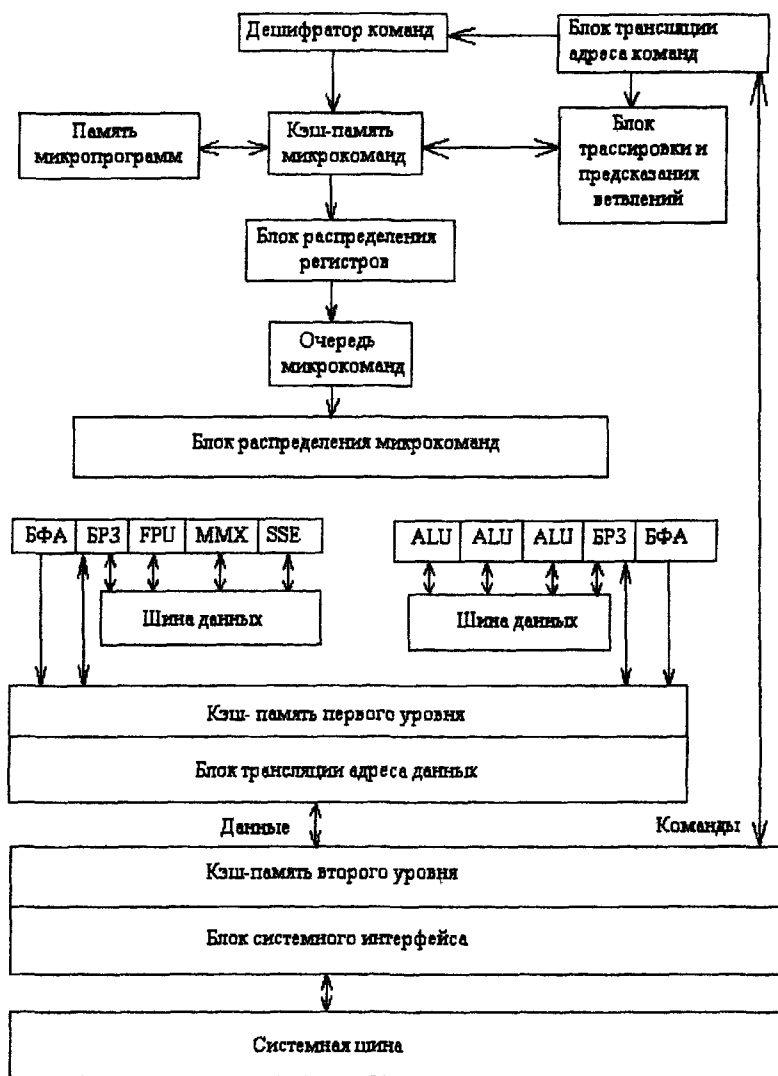 Дешифратор команд
Блок трансляции
адреса команд
Память
микропрограмм
Кэш-память
микрокоманд
Блок
трассировки и
предсказания
ветвлений
Блок распределения
регистров
Очередь
микрокоманд
Блок распределения микрокоманд
БФА БРЗ FPU MMX SSE
ALU ALU ALU БРЗ БФА
Шина данных
Шина данных
Кэш- память первого уровня
Блок трансляции адреса данных
Данные
Команды
Кэш-память второго уровня
Блок системного интерфейса
Системная шина